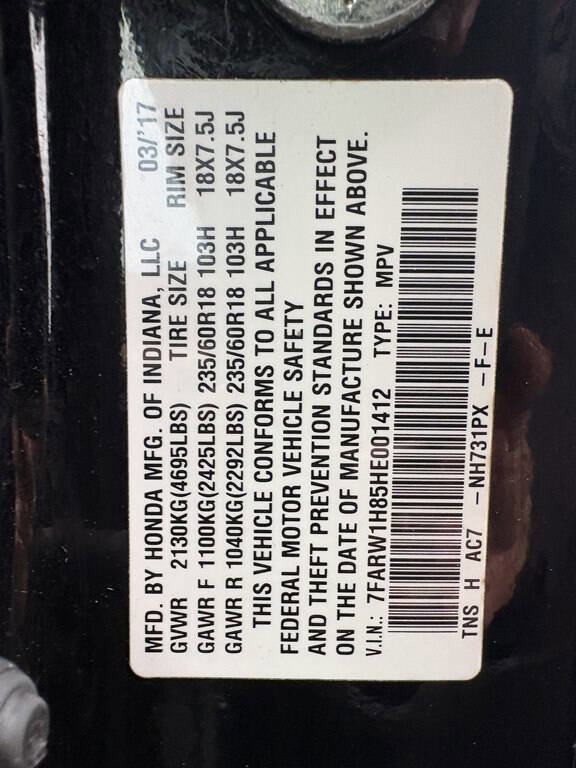 MFD. BY HONDA MFG. OF INDIANA, LLC 03/'17
GVWR 2130KG(4695LBS) TIRE SIZE RIM SIZE
GAWR F 1100KG(2425LBS) 235/60R18 103H 18X7.5J
GAWR R 1040KG(2292LBS) 235/60R18 103H 18X7.5J
THIS VEHICLE CONFORMS TO ALL APPLICABLE
FEDERAL MOTOR VEHICLE SAFETY
AND THEFT PREVENTION STANDARDS IN EFFECT
ON THE DATE OF MANUFACTURE SHOWN ABOVE.
V.I.N.: 7FARW1H85HE001412 TYPE: MPV
TNS H AC7 -NH731PX -F-E